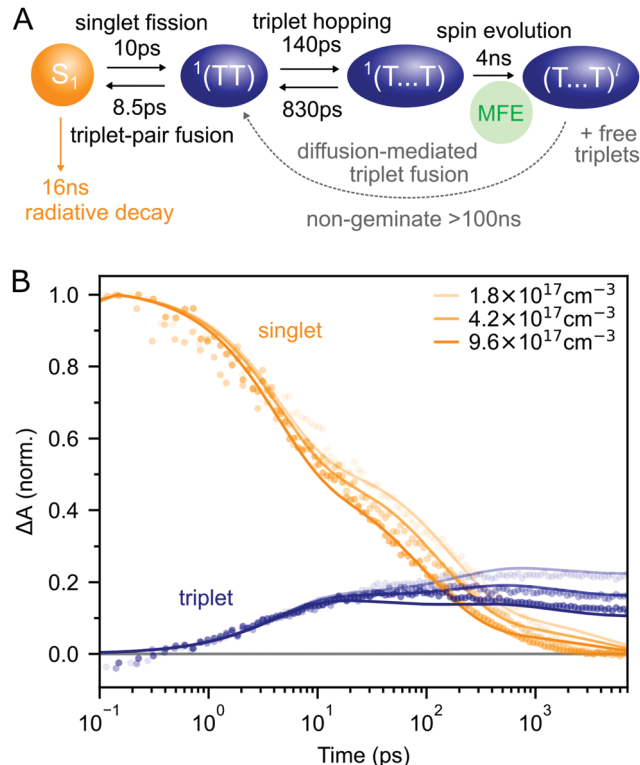 A
singlet fission
triplet hopping
spin evolution
10ps
140ps
4ns
S₁
¹(TT)
¹(T...T)
(T...T)ˡ
8.5ps
830ps
MFE
triplet-pair fusion
+ free
triplets
diffusion-mediated
triplet fusion
16ns
radiative decay
non-geminate >100ns
B
1.0
0.8
0.6
0.4
0.2
0.0
ΔA (norm.)
singlet
triplet
1.8×10¹⁷cm⁻³
4.2×10¹⁷cm⁻³
9.6×10¹⁷cm⁻³
10⁻¹
10⁰
10¹
10²
10³
Time (ps)